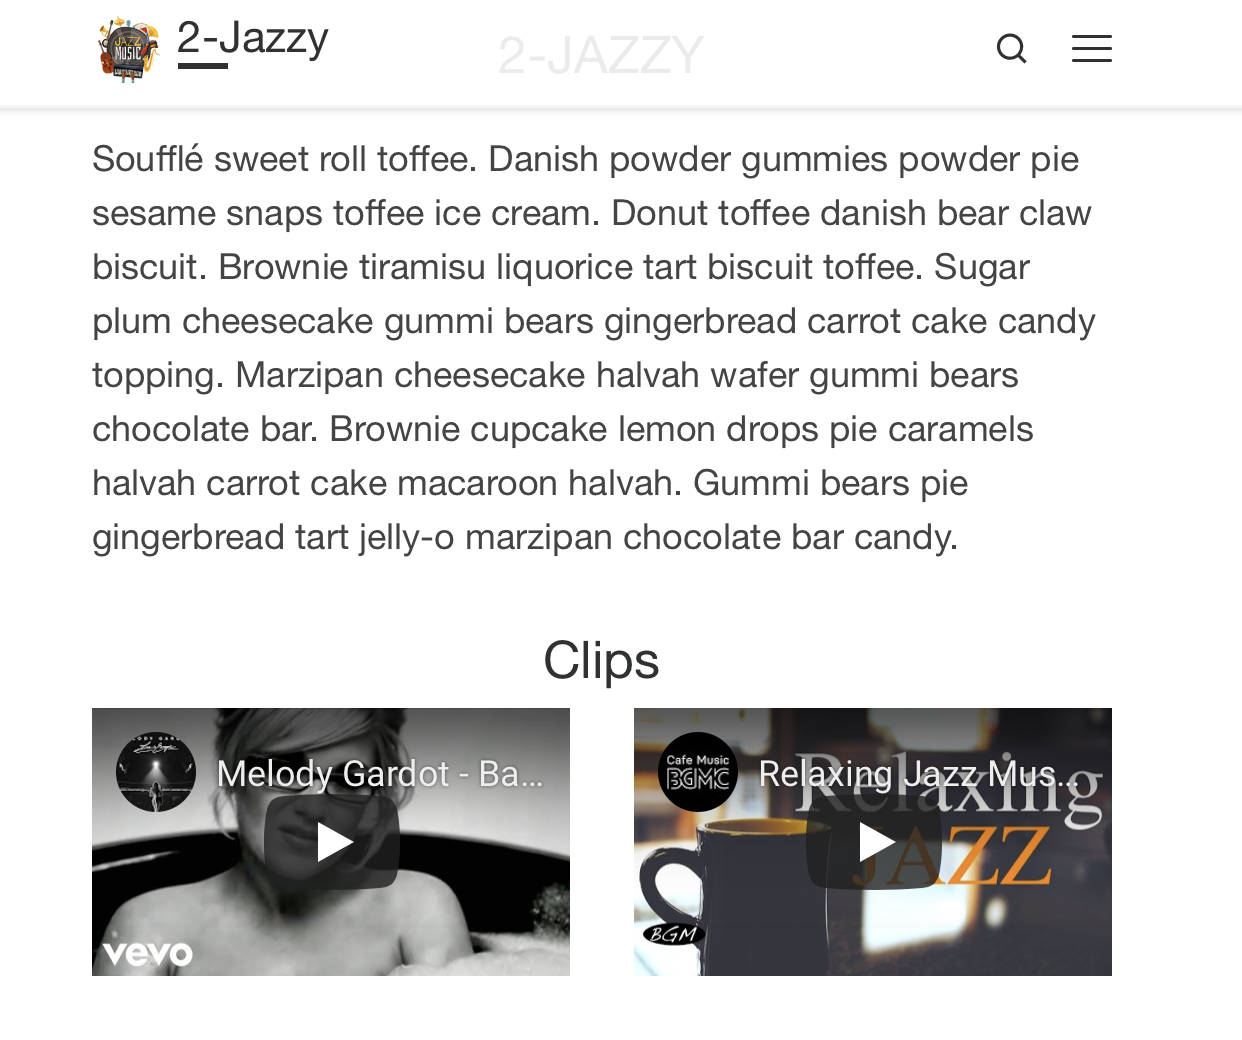 JAZZ
MUSIC
2-Jazzy
2-JAZZY
Soufflé sweet roll toffee. Danish powder gummies powder pie
sesame snaps toffee ice cream. Donut toffee danish bear claw
biscuit. Brownie tiramisu liquorice tart biscuit toffee. Sugar
plum cheesecake gummi bears gingerbread carrot cake candy
topping. Marzipan cheesecake halvah wafer gummi bears
chocolate bar. Brownie cupcake lemon drops pie caramels
halvah carrot cake macaroon halvah. Gummi bears pie
gingerbread tart jelly-o marzipan chocolate bar candy.
Clips
Melody Gardot - Ba...
vevo
Cafe Music
BGMC
Relaxing Jazz Mus...
Relaxing
JAZZ
BGM